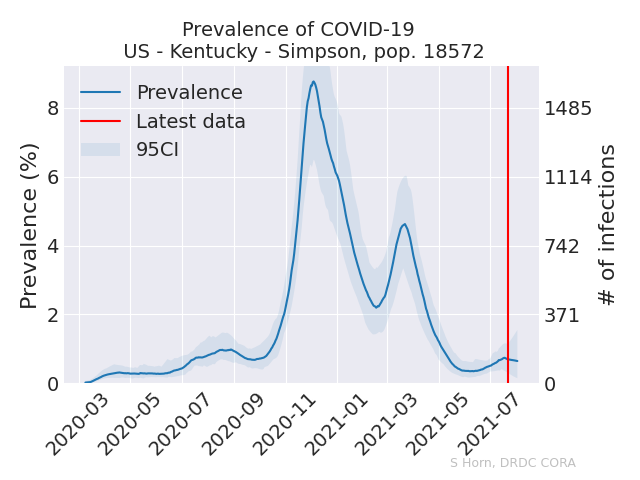 Prevalence of COVID-19
US - Kentucky - Simpson, pop. 18572
Prevalence
Latest data
95CI
Prevalence (%)
8
6
4
2
0
# of infections
1485
1114
742
371
0
2020-03
2020-05
2020-07
2020-09
2020-11
2021-01
2021-03
2021-05
2021-07
S Horn, DRDC CORA